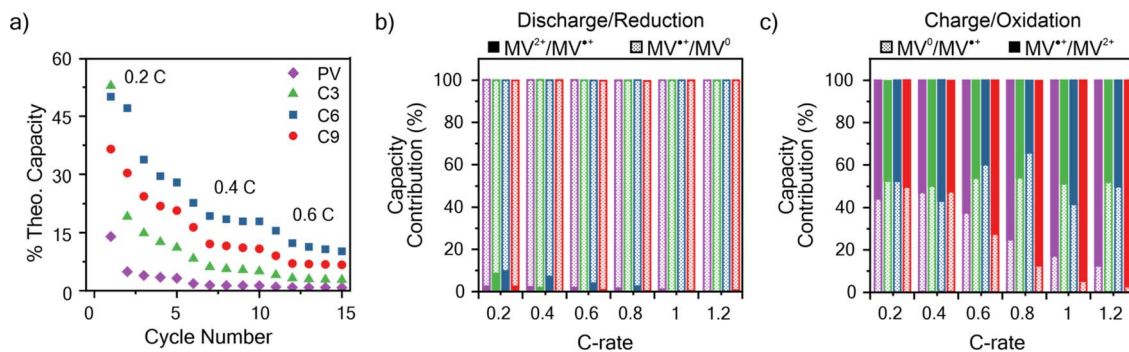 a)
60
45
30
15
0
% Theo. Capacity
0.2 C
0.4 C
0.6 C
PV
C3
C6
C9
0 5 10 15
Cycle Number
b)
Discharge/Reduction
MV²⁺/MV•⁺ MV•⁺/MV⁰
100
80
60
40
20
0
Capacity
Contribution (%)
0.2 0.4 0.6 0.8 1 1.2
C-rate
c)
Charge/Oxidation
MV⁰/MV•⁺ MV•⁺/MV²⁺
100
80
60
40
20
0
Capacity
Contribution (%)
0.2 0.4 0.6 0.8 1 1.2
C-rate